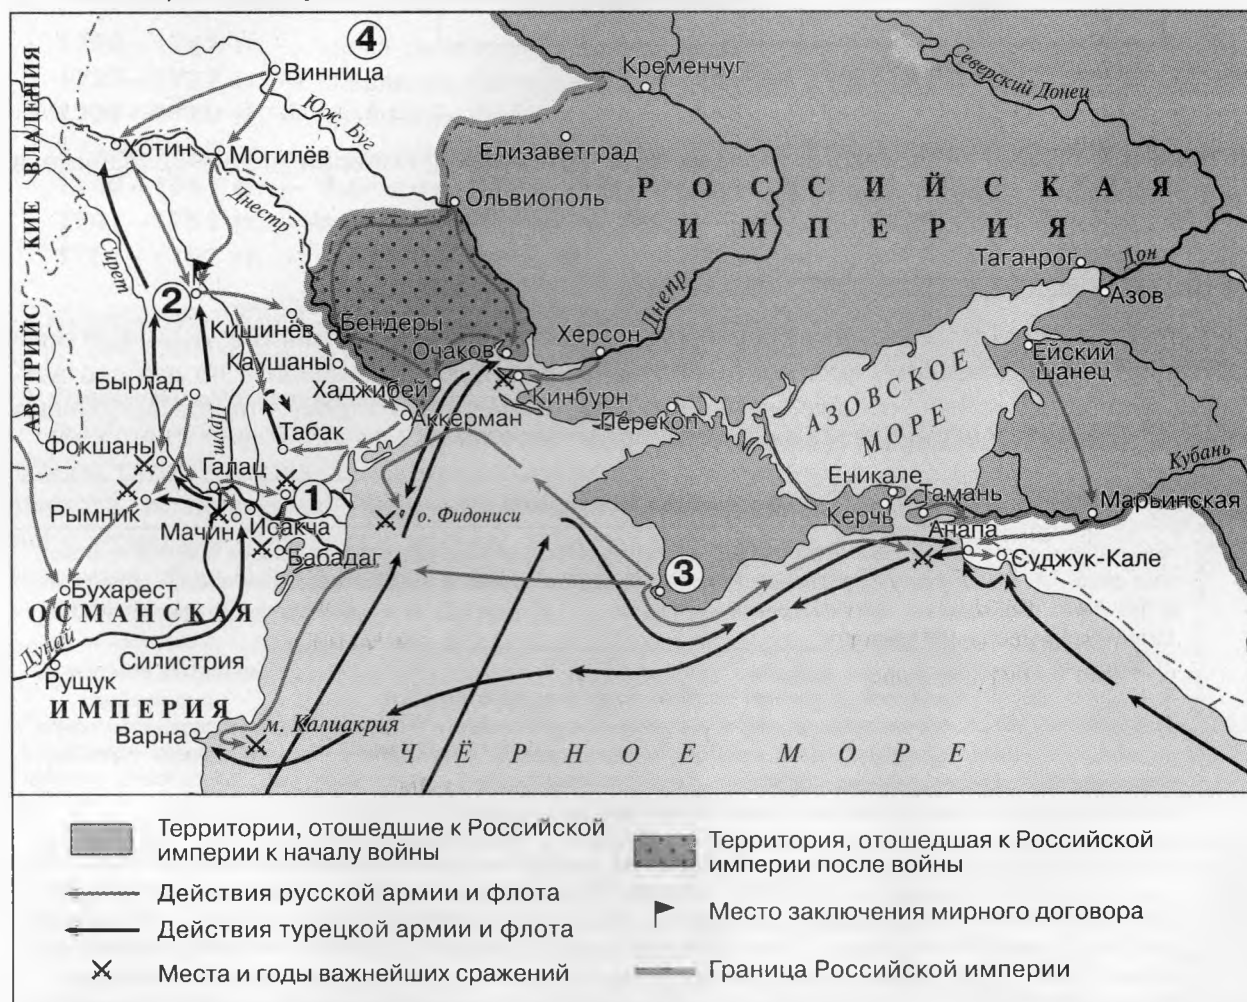 4
Винница
Кременчуг
Северский Донец
АВСТРИЙСКИЕ ВЛАДЕНИЯ
Юж. Буг
Хотин
Могилёв
Елизаветград
Днестр
Ольвиополь
РОССИЙСКАЯ
ИМПЕРИЯ
Сирет
Таганрог
Дон
Азов
2
Кишинёв
Бендеры
Днепр
Херсон
Очаков
Каушаны
Ейский
шанец
Бырлад
Хаджибей
Кинбурн
АЗОВСКОЕ
МОРЕ
Прут
Аккерман
Перекоп
Табак
Фокшаны
Галац
1
Кубань
Еникале
Тамань
Марьинская
Рымник
Мачин
Исакча
о. Фидониси
Керчь
Анапа
Бабадаг
3
Суджук-Кале
Бухарест
ОСМАНСКАЯ
Дунай
Силистрия
Рущук
ИМПЕРИЯ
м. Калиакрия
Варна
ЧЁРНОЕ МОРЕ
Территории, отошедшие к Российской
империи к началу войны
Действия русской армии и флота
Действия турецкой армии и флота
Места и годы важнейших сражений
Территория, отошедшая к Российской
империи после войны
Место заключения мирного договора
Граница Российской империи